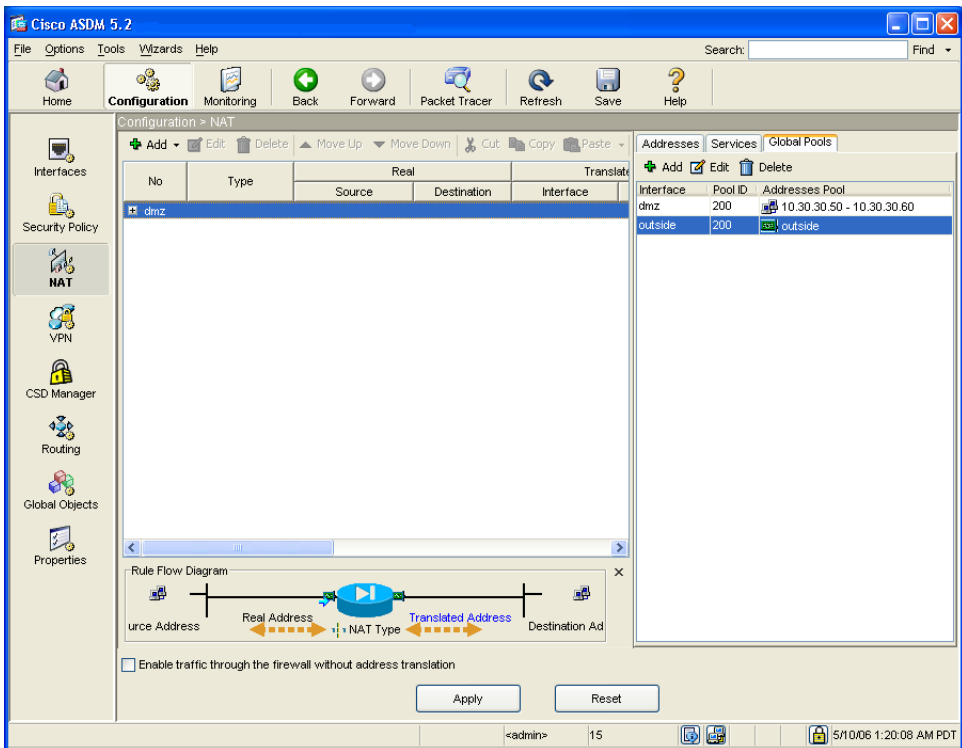 Cisco ASDM 5.2
File Options Tools Wizards Help Search: Find
Home Configuration Monitoring Back Forward Packet Tracer Refresh Save Help
Configuration > NAT
Interfaces
Security Policy
NAT
VPN
CSD Manager
Routing
Global Objects
Properties
Add Edit Delete Move Up Move Down Cut Copy Paste
No Type Real Translate
Source Destination Interface
dmz
Addresses Services Global Pools
Add Edit Delete
Interface Pool ID Addresses Pool
dmz 200 10.30.30.50 - 10.30.30.60
outside 200 outside
Rule Flow Diagram
urce Address Real Address NAT Type Translated Address Destination Ad
Enable traffic through the firewall without address translation
Apply Reset
<admin> 15 5/10/06 1:20:08 AM PDT